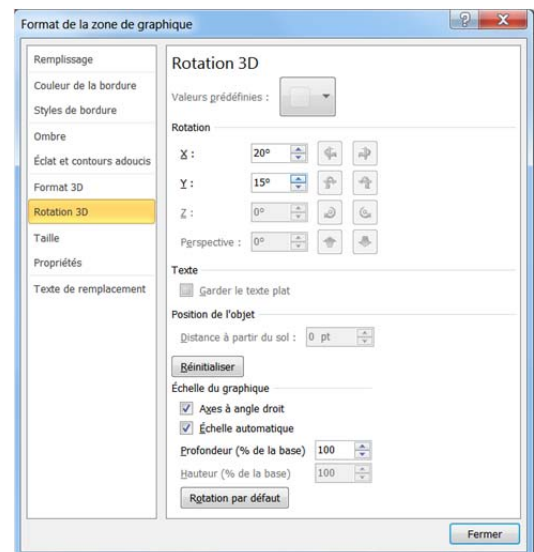 Format de la zone de graphique
Remplissage
Couleur de la bordure
Styles de bordure
Ombre
Éclat et contours adoucis
Format 3D
Rotation 3D
Taille
Propriétés
Texte de remplacement
Rotation 3D
Valeurs prédéfinies :
Rotation
X : 20°
Y : 15°
Z : 0°
Perspective : 0°
Texte
Garder le texte plat
Position de l'objet
Distance à partir du sol : 0 pt
Réinitialiser
Échelle du graphique
Axes à angle droit
Échelle automatique
Profondeur (% de la base) 100
Hauteur (% de la base) 100
Rotation par défaut
Fermer